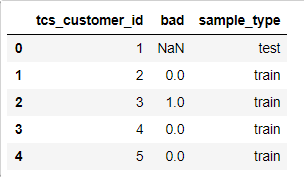 tcs_customer_id bad sample_type
0 1 NaN test
1 2 0.0 train
2 3 1.0 train
3 4 0.0 train
4 5 0.0 train